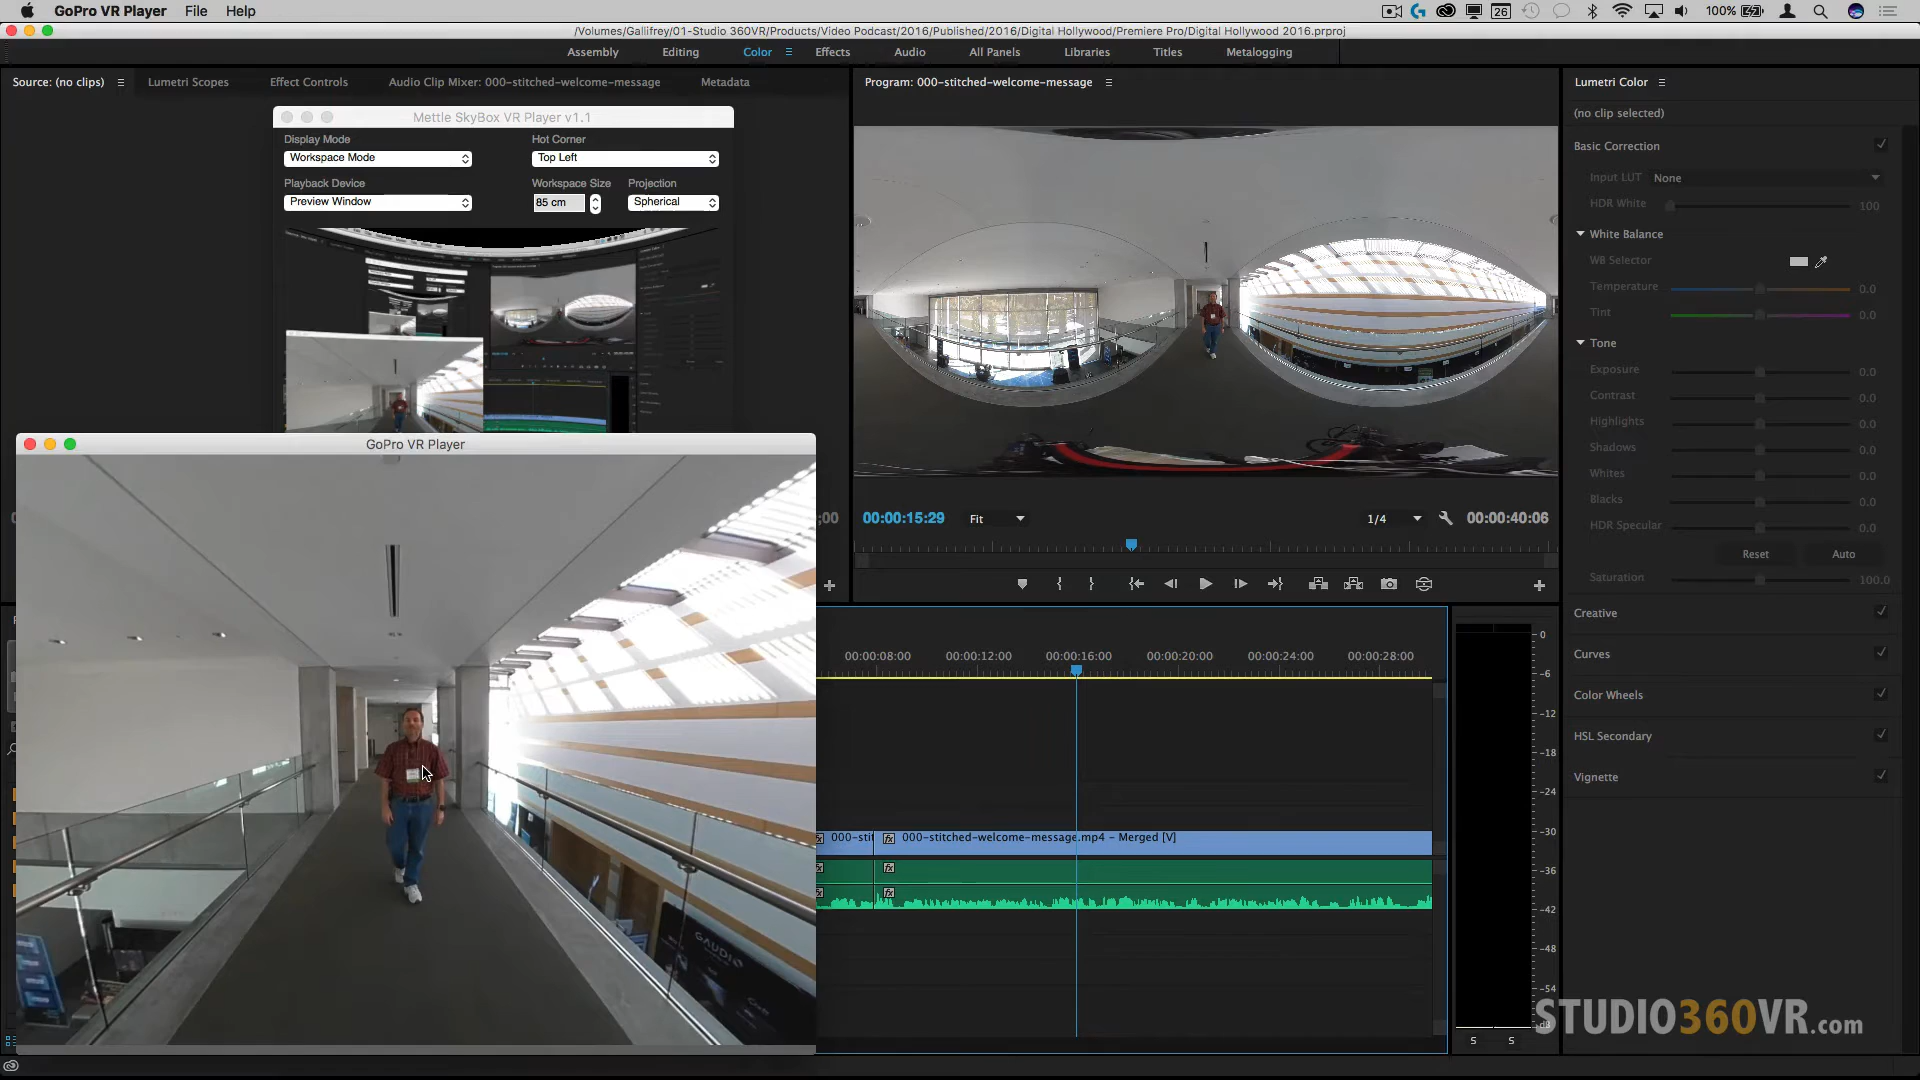 GoPro VR Player File Help
26 100%
/Volumes/Gallifrey/01-Studio 360VR/Products/Video Podcast/2016/Published/2016/Digital Hollywood/Premiere Pro/Digital Hollywood 2016.prproj
Assembly Editing Color Effects Audio All Panels Libraries Titles Metalogging
Source: (no clips) Lumetri Scopes Effect Controls Audio Clip Mixer: 000-stitched-welcome-message Metadata
Program: 000-stitched-welcome-message
Lumetri Color
(no clip selected)
Mettle SkyBox VR Player v1.1
Display Mode Hot Corner
Workspace Mode Top Left
Playback Device Workspace Size Projection
Preview Window 85 cm Spherical
Basic Correction
Input LUT None
HDR White 100
White Balance
WB Selector
Temperature 0.0
Tint 0.0
Tone
Exposure 0.0
Contrast 0.0
Highlights 0.0
Shadows 0.0
Whites 0.0
Blacks 0.0
HDR Specular 0.0
Reset Auto
Saturation 100.0
Creative
Curves
Color Wheels
HSL Secondary
Vignette
GoPro VR Player
;00
00:00:15:29 Fit 1/4 00:00:40:06
00:00:08:00 00:00:12:00 00:00:16:00 00:00:20:00 00:00:24:00 00:00:28:00
000-stit 000-stitched-welcome-message.mp4 - Merged [V]
fx
fx
fx
0
-6
-12
-18
-24
-30
-36
-42
-48
-54
dB
S S
GAUDIO
STUDIO360VR.com